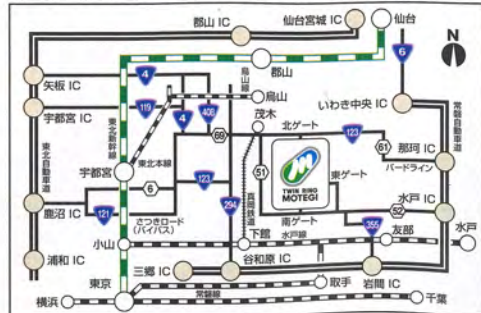 郡山 IC
仙台宮城 IC
仙台
6
N
矢板 IC
4
408
烏山線
烏山
郡山
いわき中央 IC
常磐自動車道
宇都宮 IC
119
4
茂木
69
北ゲート
123
61
那珂 IC
バードライン
東北自動車道
東北新幹線
東北本線
宇都宮
6
123
51
真岡鉄道
TWIN RING
MOTEGI
東ゲート
鹿沼 IC
121
さつきロード
(バイパス)
294
南ゲート
52
水戸 IC
355
小山
下館
水戸線
友部
水戸
浦和 IC
三郷 IC
谷和原 IC
岩間 IC
東京
取手
横浜
常磐線
千葉